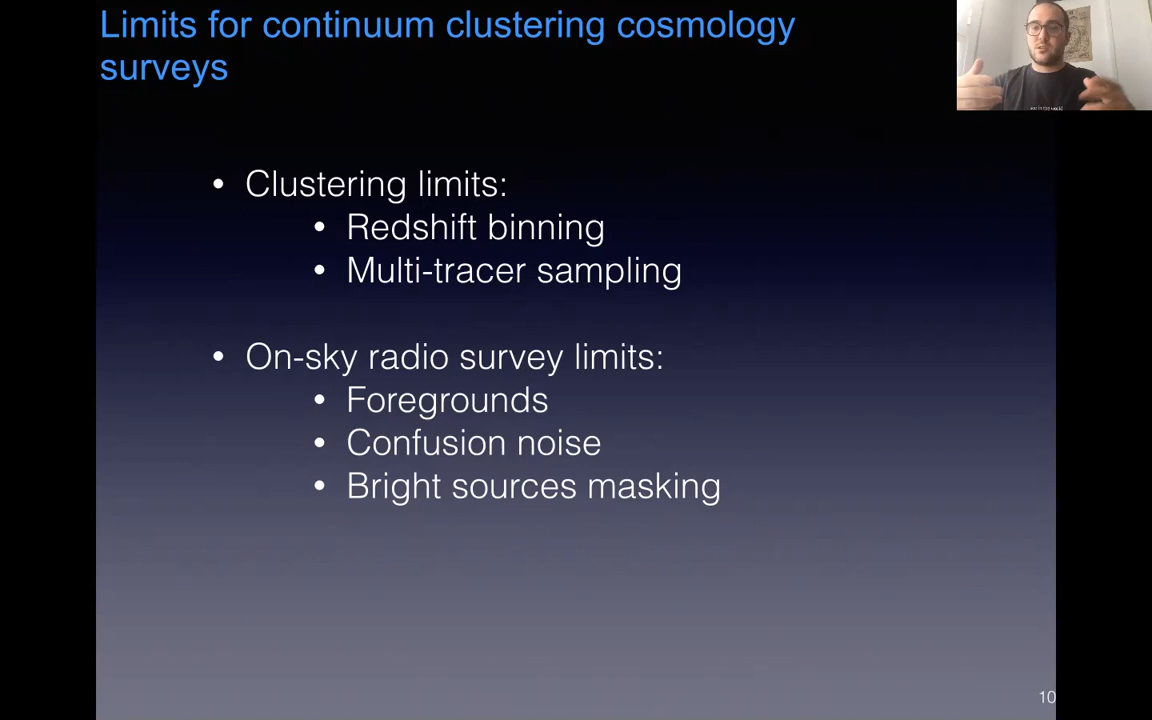 Limits for continuum clustering cosmology
surveys
• Clustering limits:
• Redshift binning
• Multi-tracer sampling
• On-sky radio survey limits:
• Foregrounds
• Confusion noise
• Bright sources masking
10